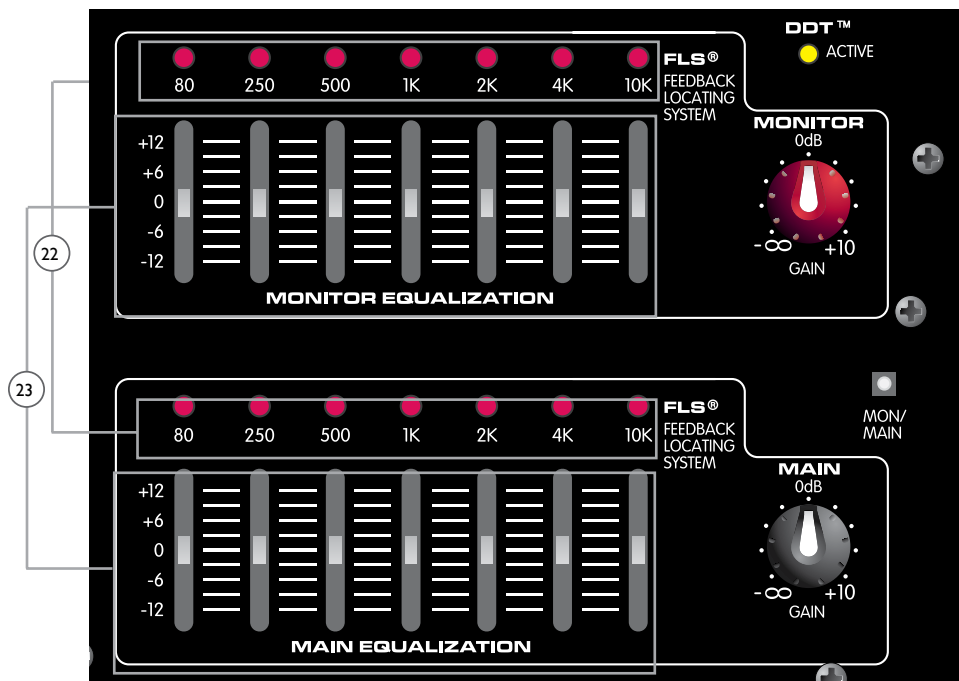 DDT™
ACTIVE
FLS®
80 250 500 1K 2K 4K 10K
FEEDBACK
LOCATING
SYSTEM
MONITOR
0dB
+12
+6
0
-6
-12
-∞ +10
GAIN
MONITOR EQUALIZATION
22
23
MON/
MAIN
FLS®
80 250 500 1K 2K 4K 10K
FEEDBACK
LOCATING
SYSTEM
MAIN
0dB
+12
+6
0
-6
-12
-∞ +10
GAIN
MAIN EQUALIZATION